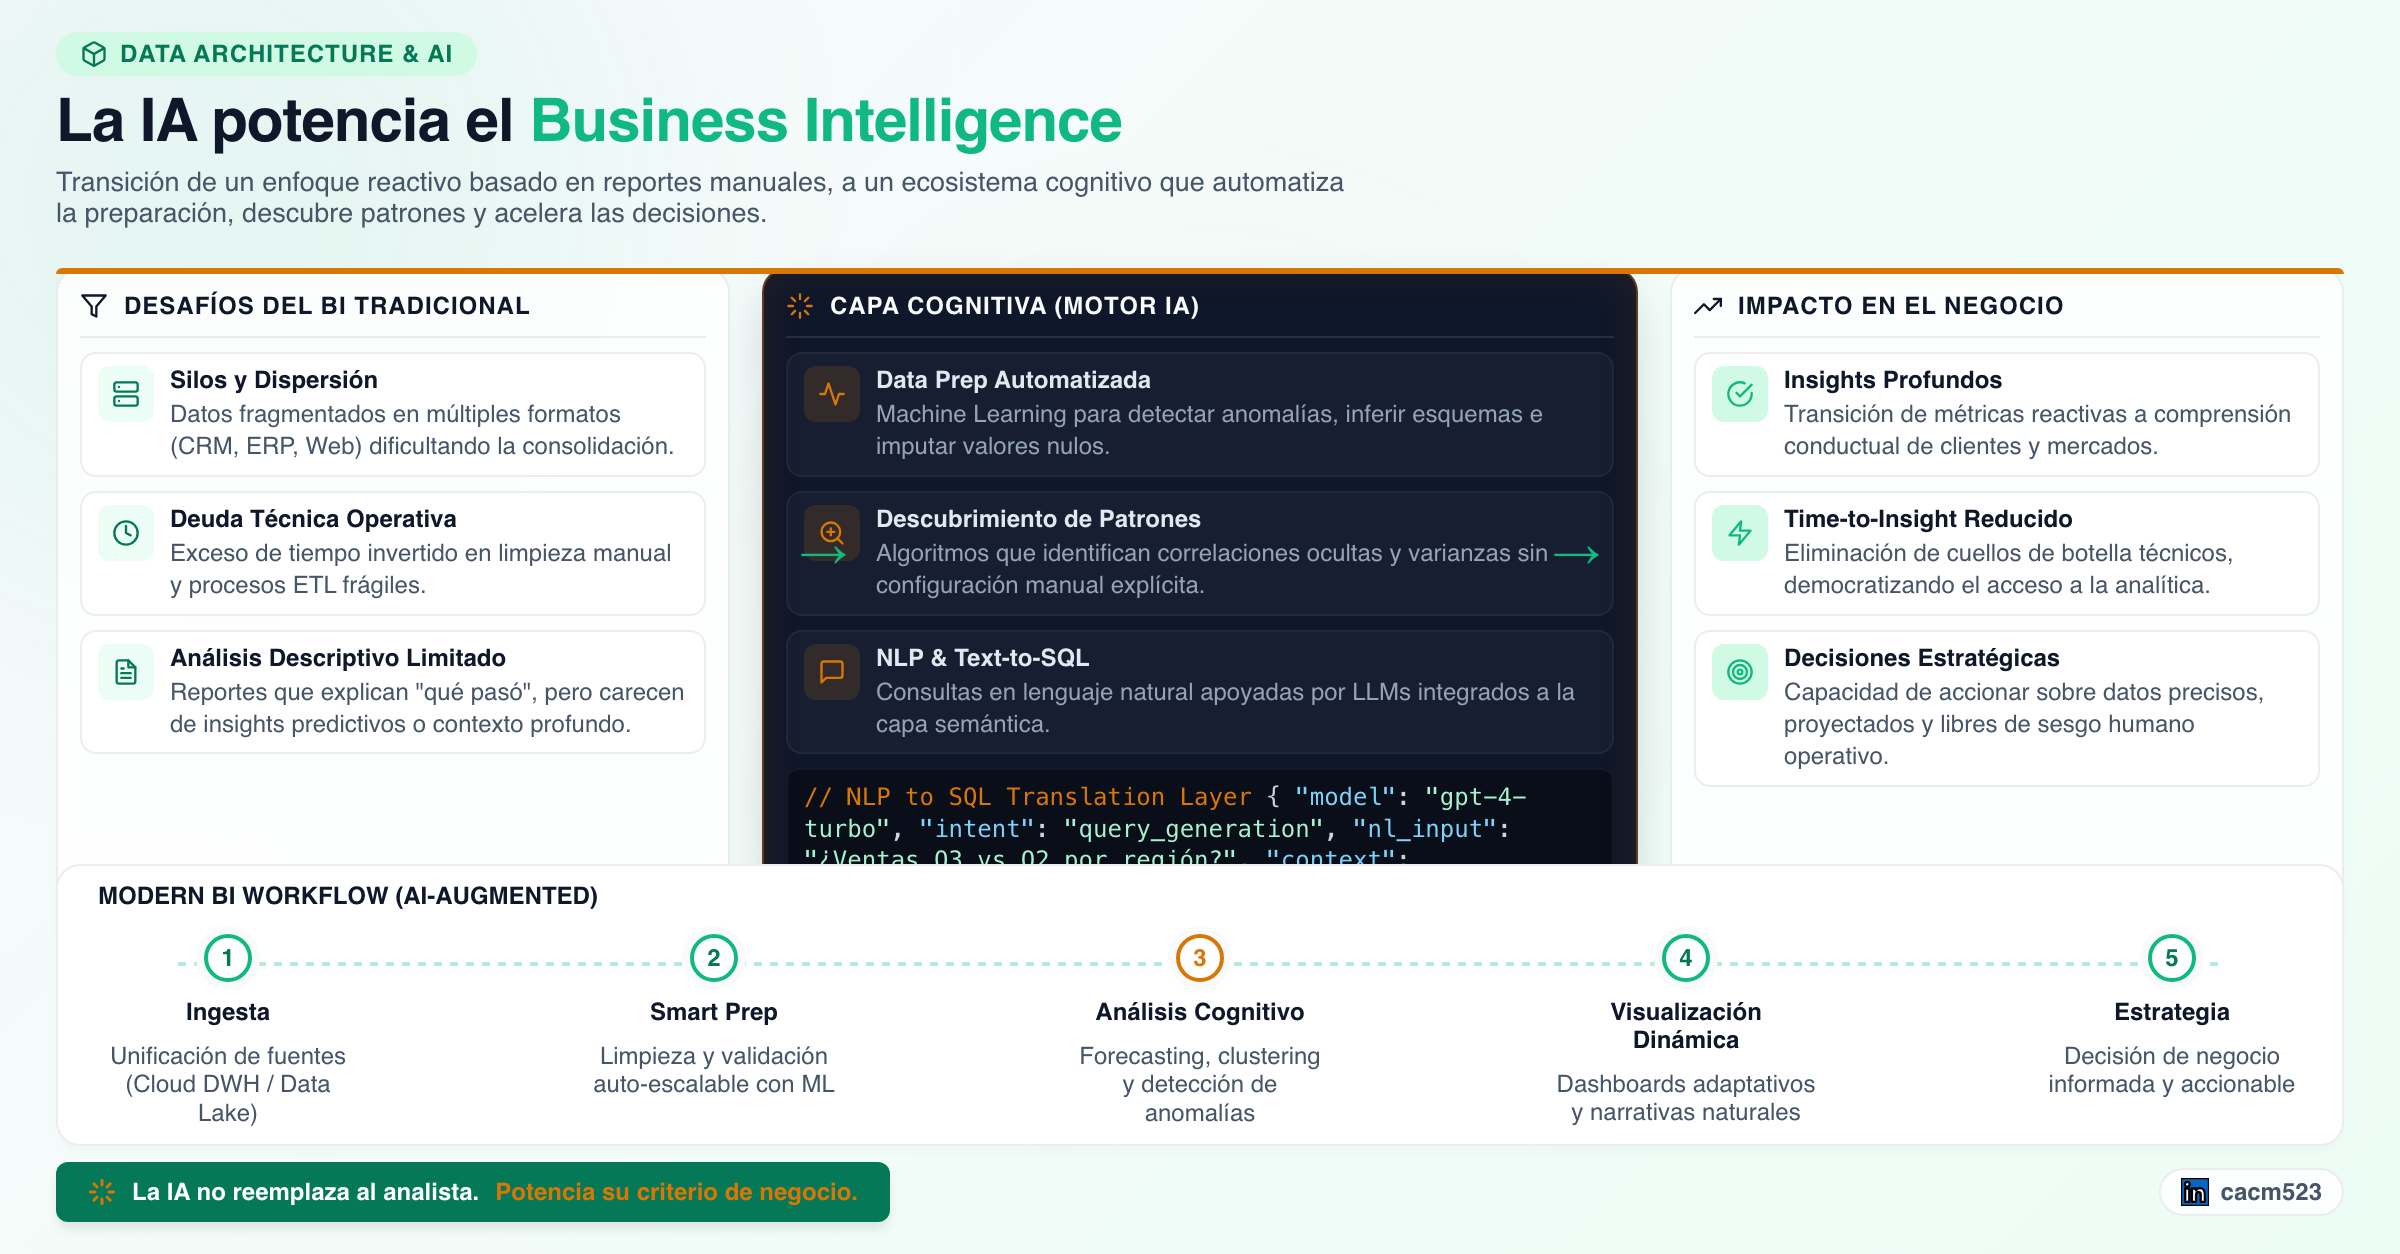 DATA ARCHITECTURE & AI
La IA potencia el Business Intelligence
Transición de un enfoque reactivo basado en reportes manuales, a un ecosistema cognitivo que automatiza
la preparación, descubre patrones y acelera las decisiones.
DESAFÍOS DEL BI TRADICIONAL
Silos y Dispersión
Datos fragmentados en múltiples formatos
(CRM, ERP, Web) dificultando la consolidación.
Deuda Técnica Operativa
Exceso de tiempo invertido en limpieza manual
y procesos ETL frágiles.
Análisis Descriptivo Limitado
Reportes que explican "qué pasó", pero carecen
de insights predictivos o contexto profundo.
CAPA COGNITIVA (MOTOR IA)
Data Prep Automatizada
Machine Learning para detectar anomalías, inferir esquemas e
imputar valores nulos.
Descubrimiento de Patrones
Algoritmos que identifican correlaciones ocultas y varianzas sin
configuración manual explícita.
NLP & Text-to-SQL
Consultas en lenguaje natural apoyadas por LLMs integrados a la
capa semántica.
// NLP to SQL Translation Layer { "model": "gpt-4-
turbo", "intent": "query_generation", "nl_input":
"¿Ventas Q3 vs Q2 por región?", "context":
IMPACTO EN EL NEGOCIO
Insights Profundos
Transición de métricas reactivas a comprensión
conductual de clientes y mercados.
Time-to-Insight Reducido
Eliminación de cuellos de botella técnicos,
democratizando el acceso a la analítica.
Decisiones Estratégicas
Capacidad de accionar sobre datos precisos,
proyectados y libres de sesgo humano
operativo.
MODERN BI WORKFLOW (AI-AUGMENTED)
1
Ingesta
Unificación de fuentes
(Cloud DWH / Data
Lake)
2
Smart Prep
Limpieza y validación
auto-escalable con ML
3
Análisis Cognitivo
Forecasting, clustering
y detección de
anomalías
4
Visualización
Dinámica
Dashboards adaptativos
y narrativas naturales
5
Estrategia
Decisión de negocio
informada y accionable
La IA no reemplaza al analista. Potencia su criterio de negocio.
in cacm523